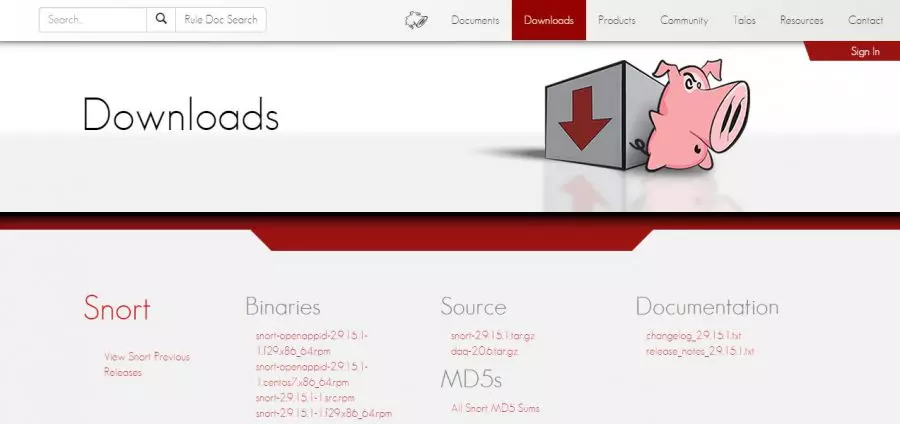 Search...
Rule Doc Search
Documents
Downloads
Products
Community
Talos
Resources
Contact
Sign In
Downloads
Snort
View Snort Previous
Releases
Binaries
snort-openappid-2.9.15.1-
1.f29.x86_64.rpm
snort-openappid-2.9.15.1-
1.centos7.x86_64.rpm
snort-2.9.15.1-1.src.rpm
snort-2.9.15.1-1.f29.x86_64.rpm
Source
snort-2.9.15.1.tar.gz
daq-2.0.6.tar.gz
MD5s
All Snort MD5 Sums
Documentation
changelog_2.9.15.1.txt
release_notes_2.9.15.1.txt